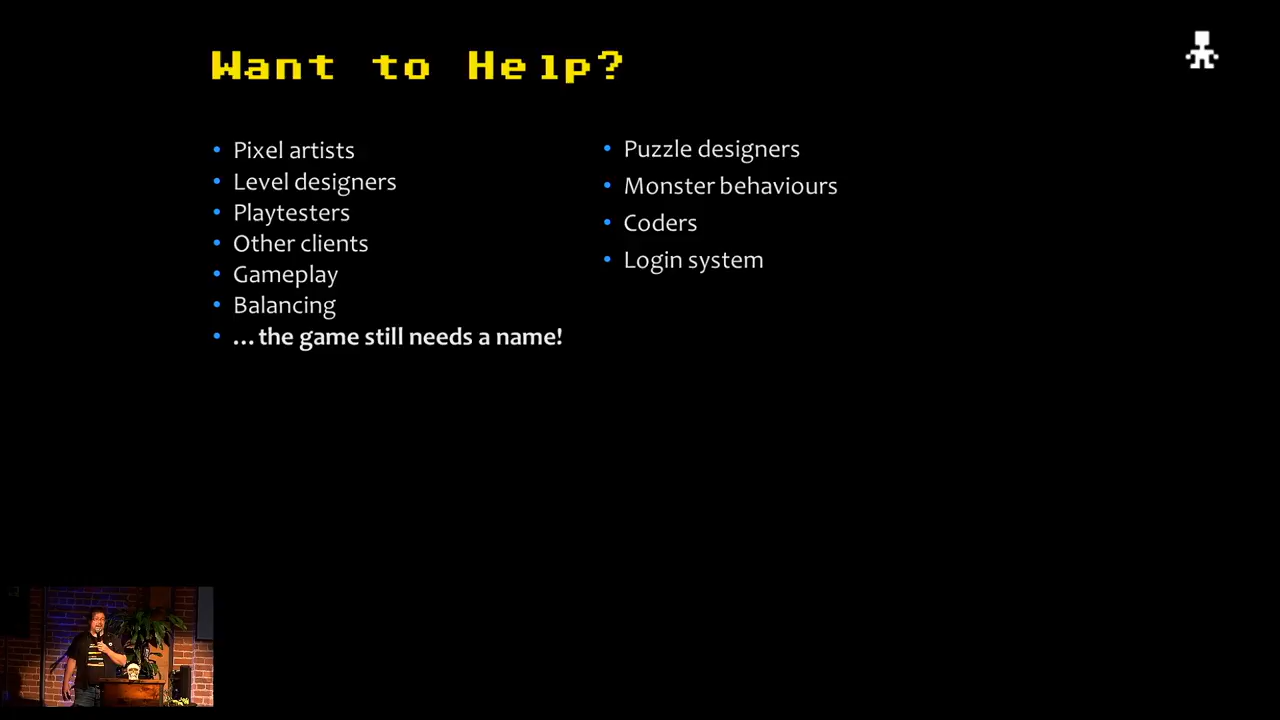 Want to Help?
Pixel artists
Level designers
Playtesters
Other clients
Gameplay
Balancing
...the game still needs a name!
Puzzle designers
Monster behaviours
Coders
Login system